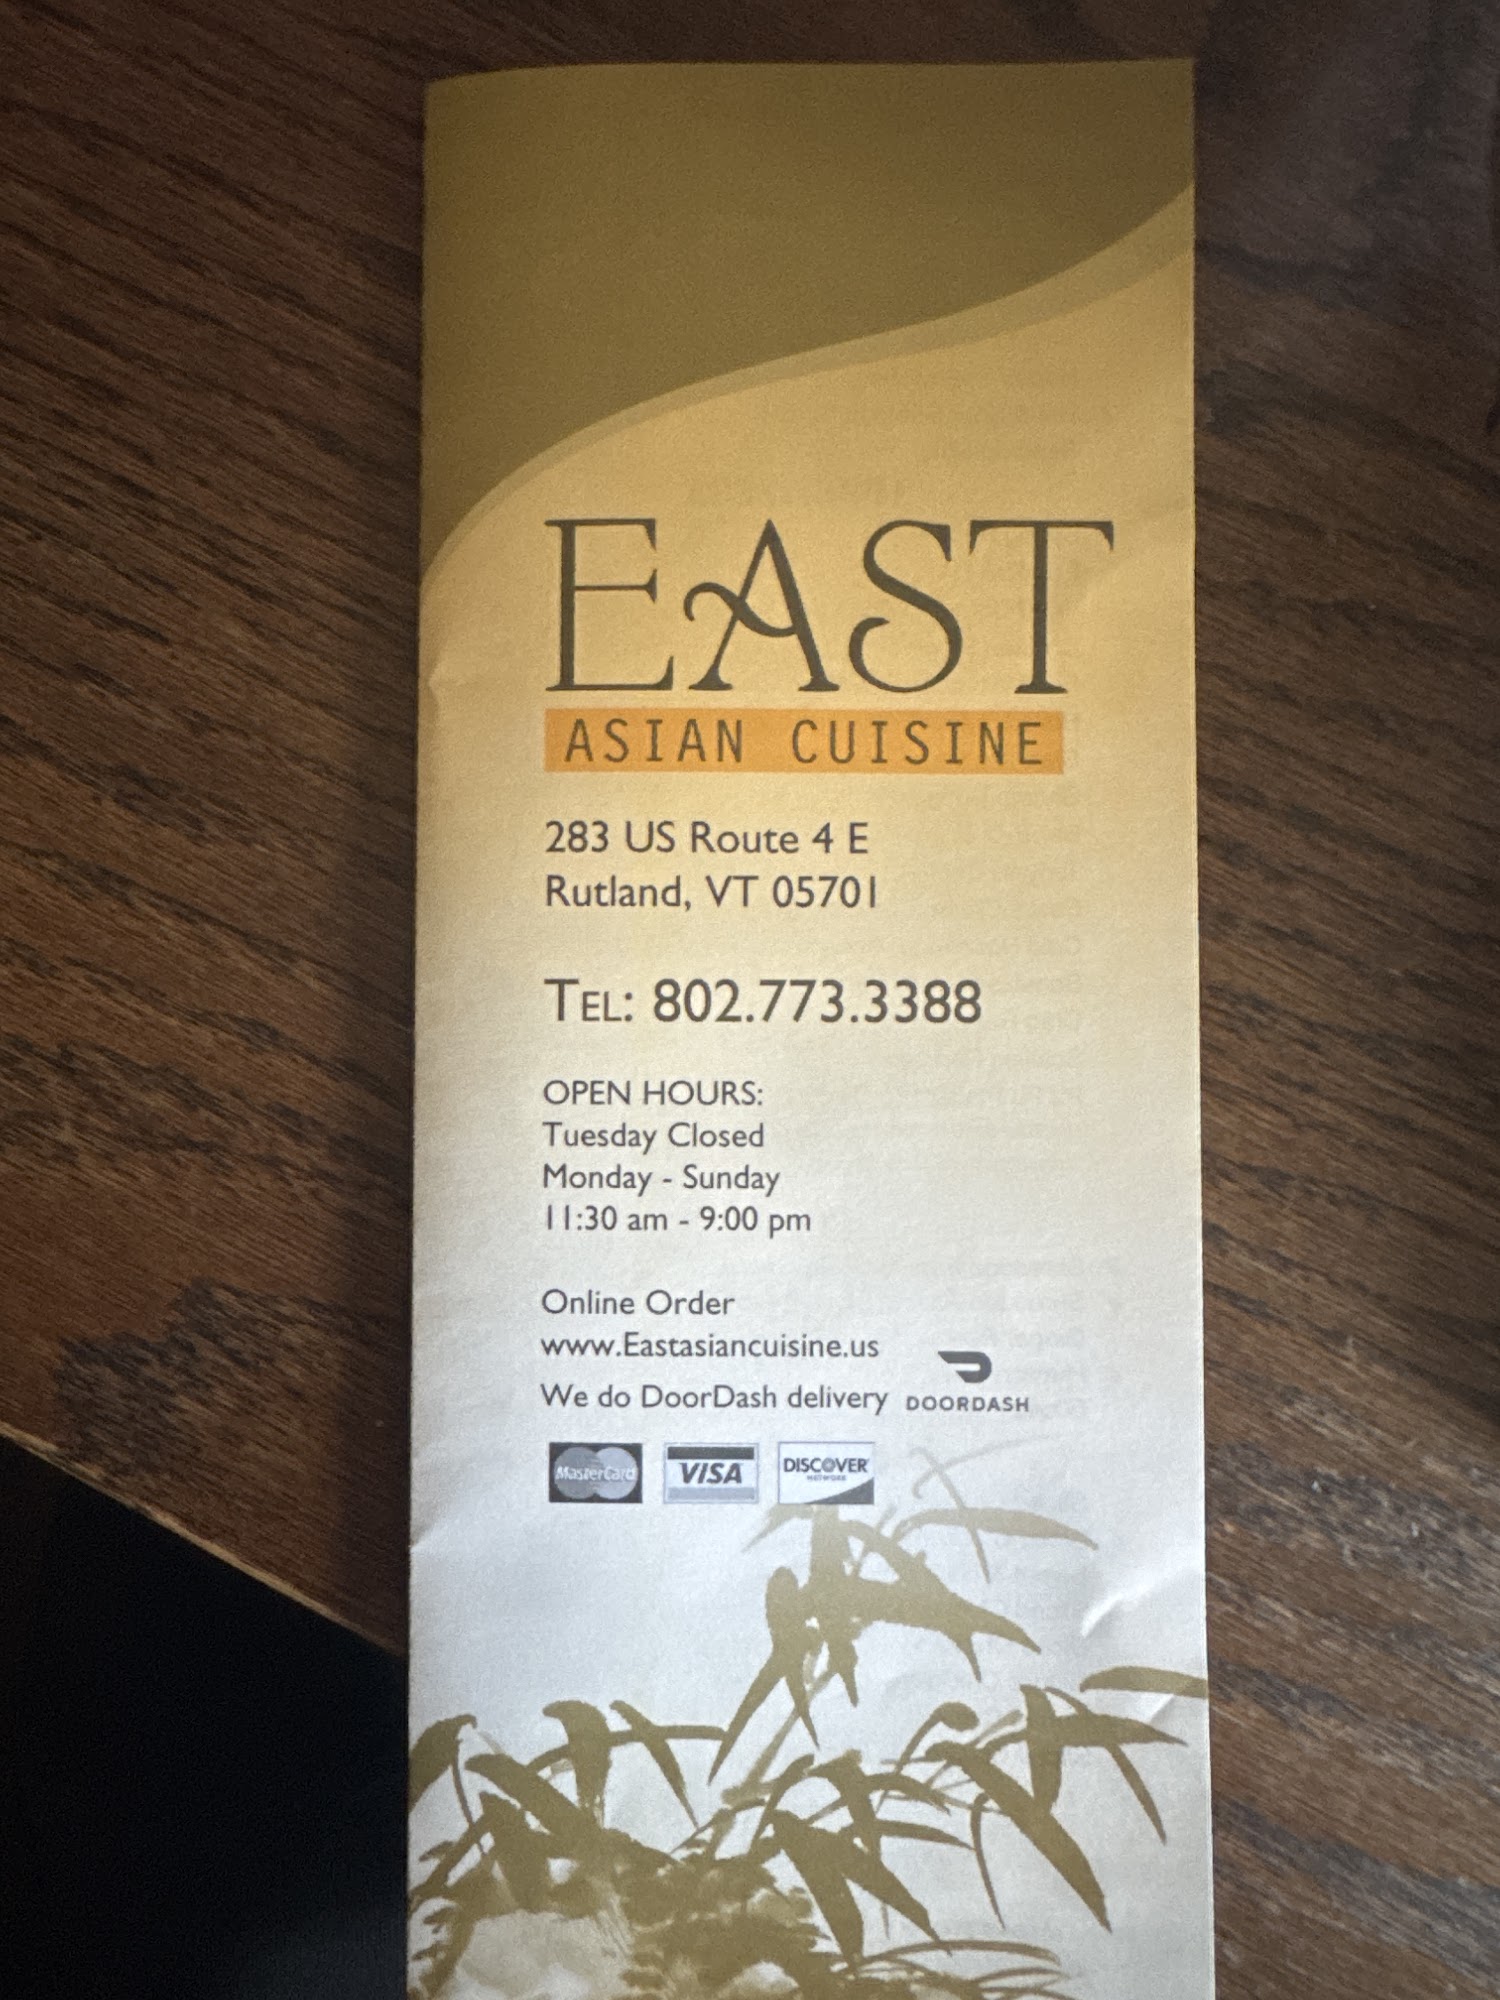 EAST
ASIAN CUISINE
283 US Route 4 E
Rutland, VT 05701
TEL: 802.773.3388
OPEN HOURS:
Tuesday Closed
Monday - Sunday
11:30 am - 9:00 pm
Online Order
www.Eastasiancuisine.us
We do DoorDash delivery DOORDASH
MasterCard VISA DISCOVER
NETWORK